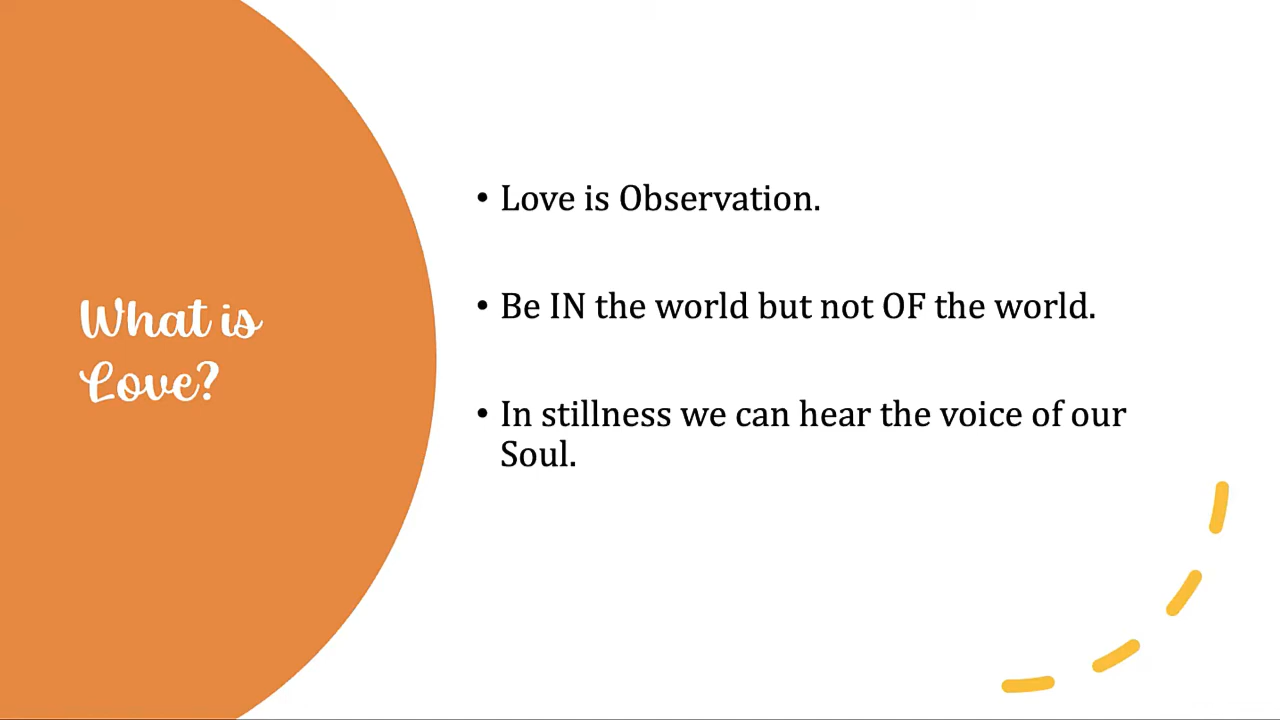 What is
Love?
• Love is Observation.
• Be IN the world but not OF the world.
• In stillness we can hear the voice of our
Soul.